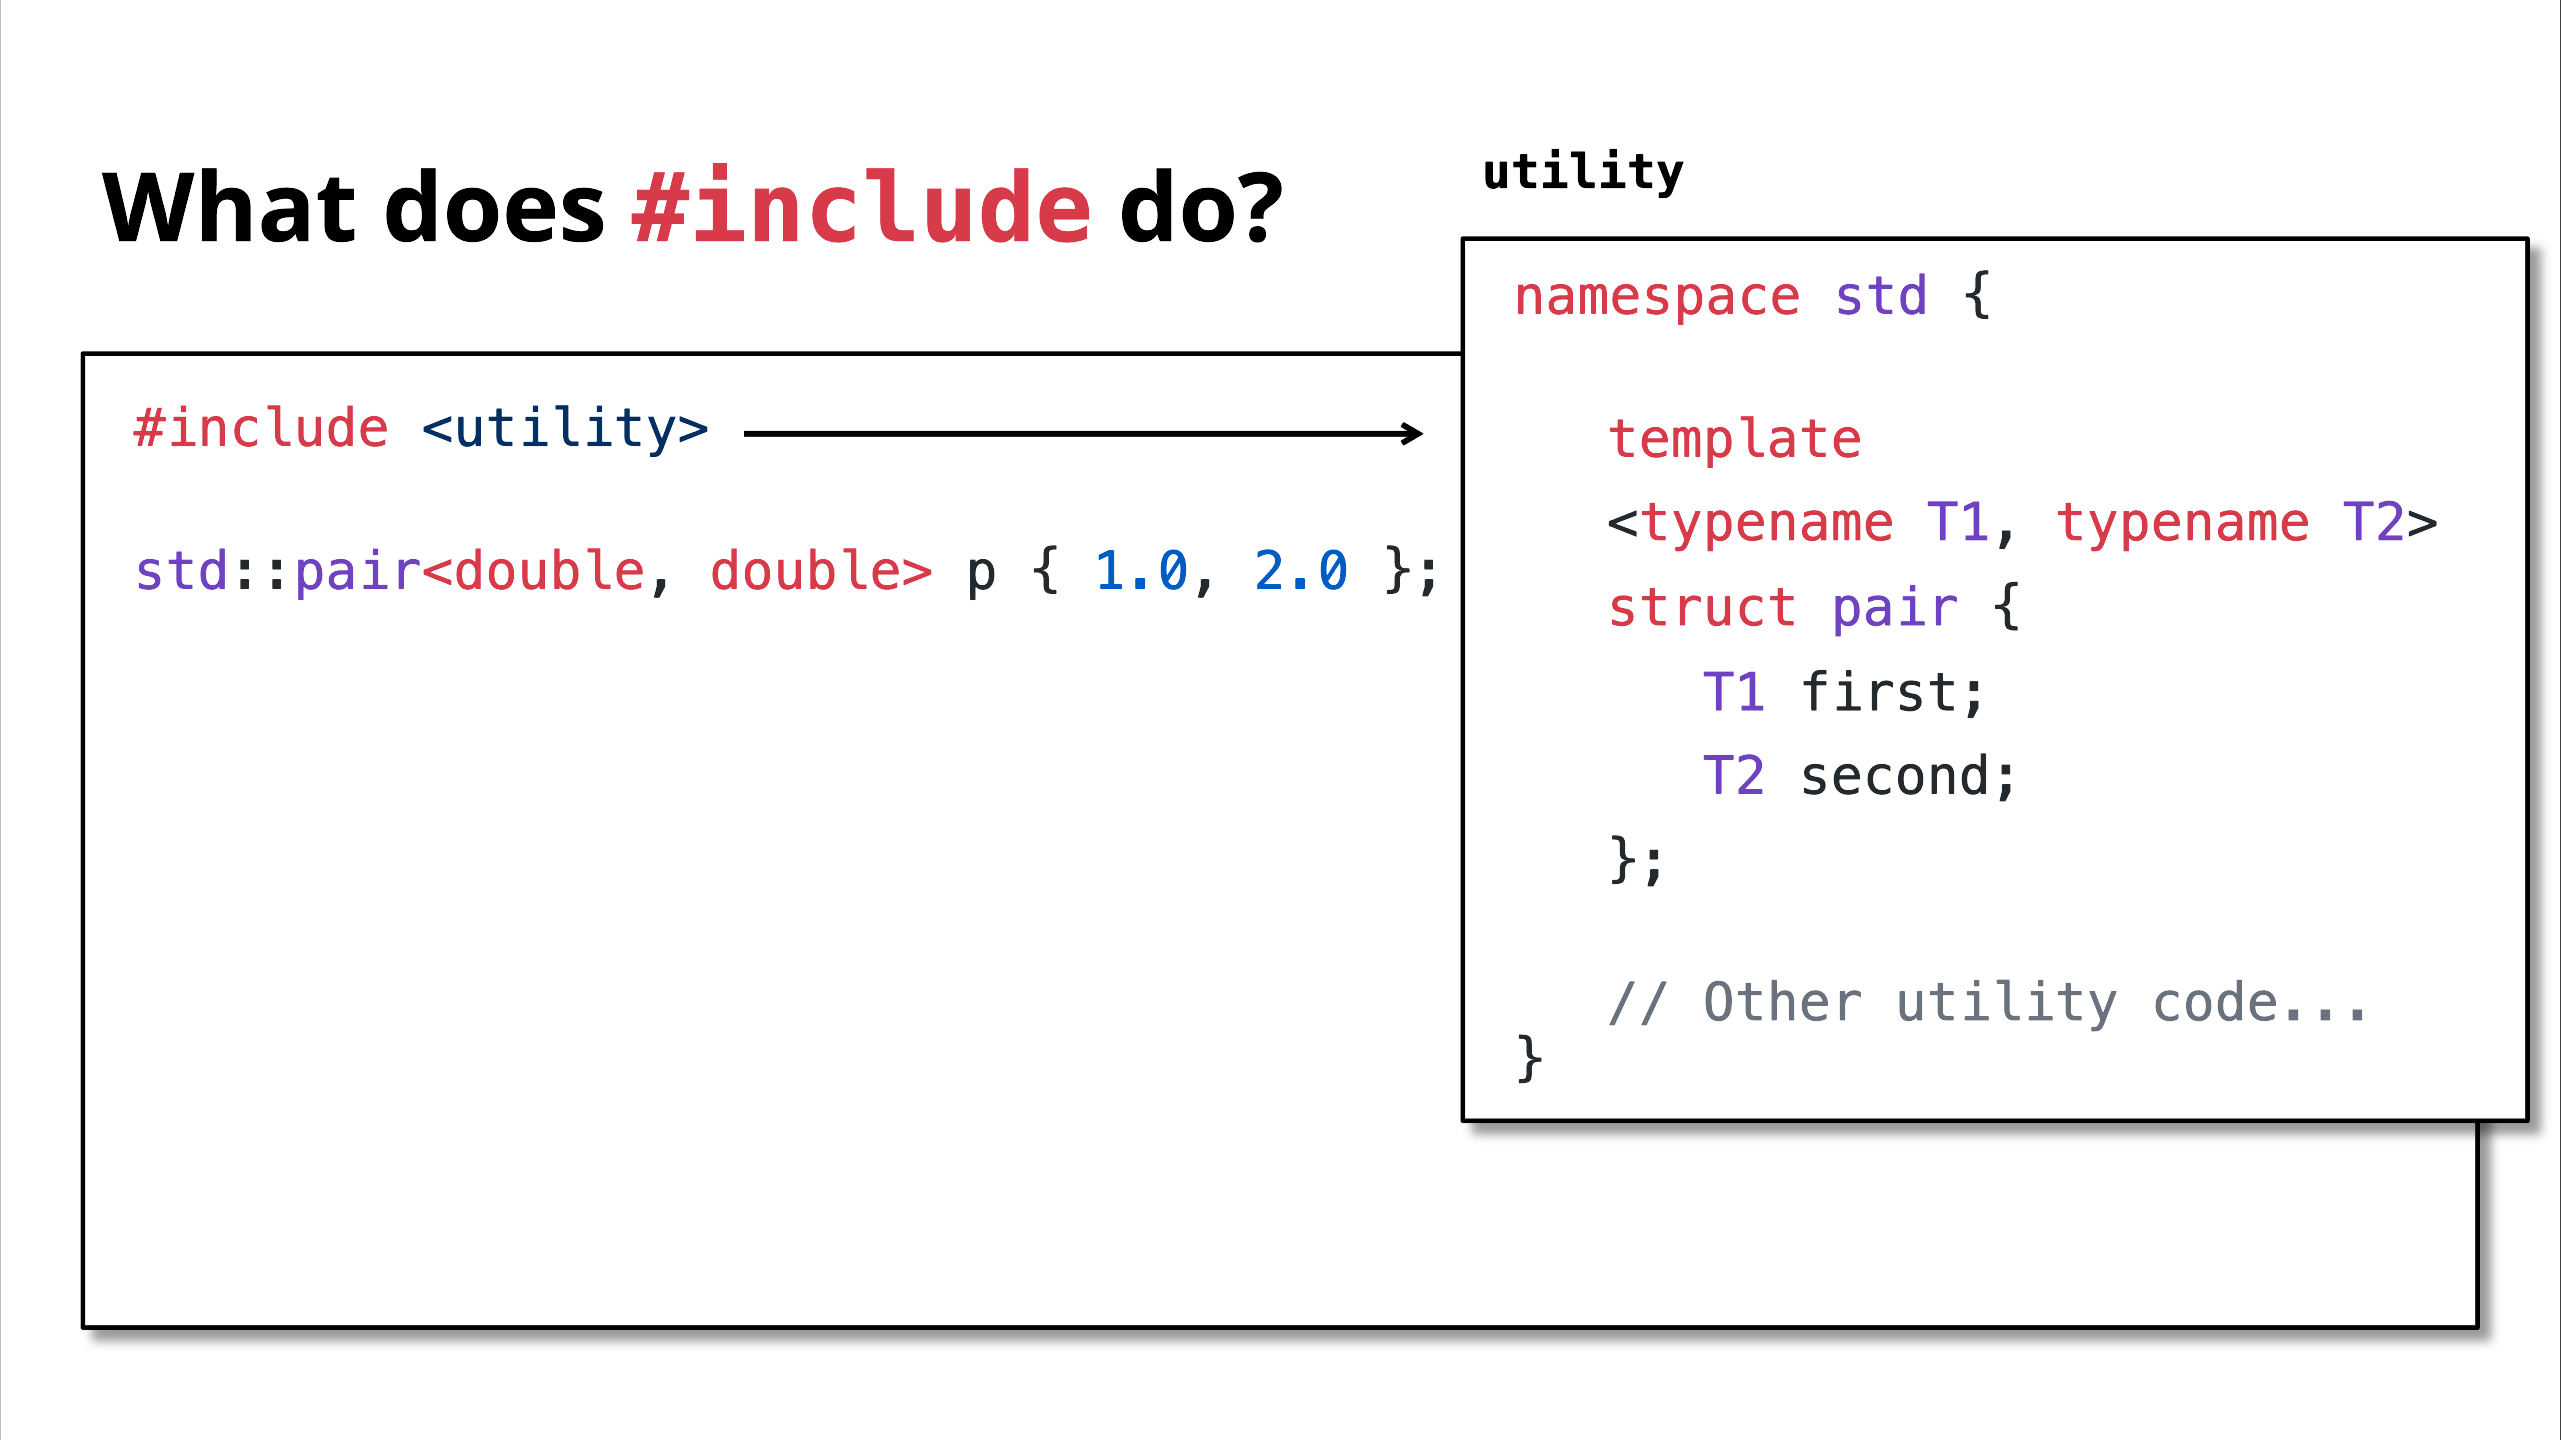 What does #include do?
#include <utility>
std::pair<double, double> p { 1.0, 2.0 };
utility
namespace std {
template
<typename T1, typename T2>
struct pair {
T1 first;
T2 second;
};
// Other utility code...
}